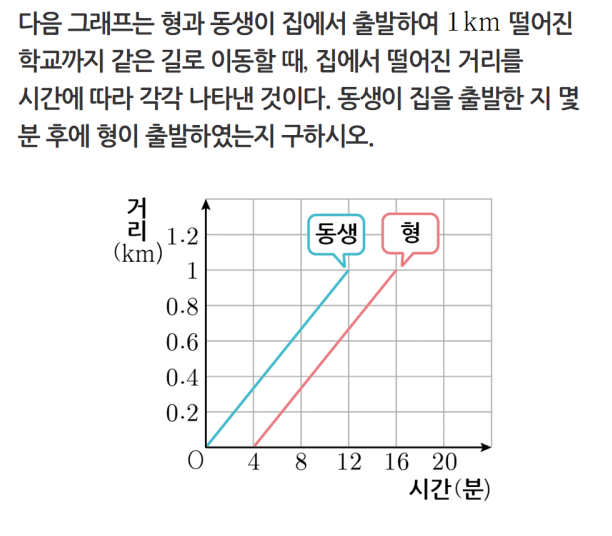 다음 그래프는 형과 동생이 집에서 출발하여 1km 떨어진
학교까지 같은 길로 이동할 때, 집에서 떨어진 거리를
시간에 따라 각각 나타낸 것이다. 동생이 집을 출발한 지 몇
분 후에 형이 출발하였는지 구하시오.
거리
(km)
1.2
1
0.8
0.6
0.4
0.2
동생
형
O 4 8 12 16 20
시간(분)